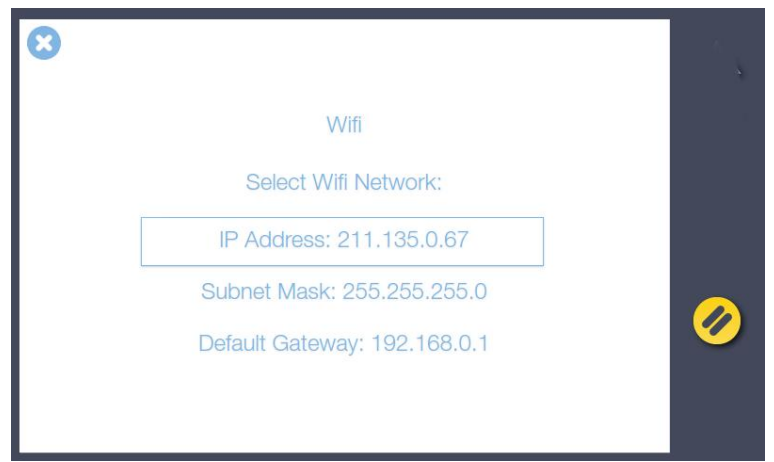 Wifi
Select Wifi Network:
IP Address: 211.135.0.67
Subnet Mask: 255.255.255.0
Default Gateway: 192.168.0.1